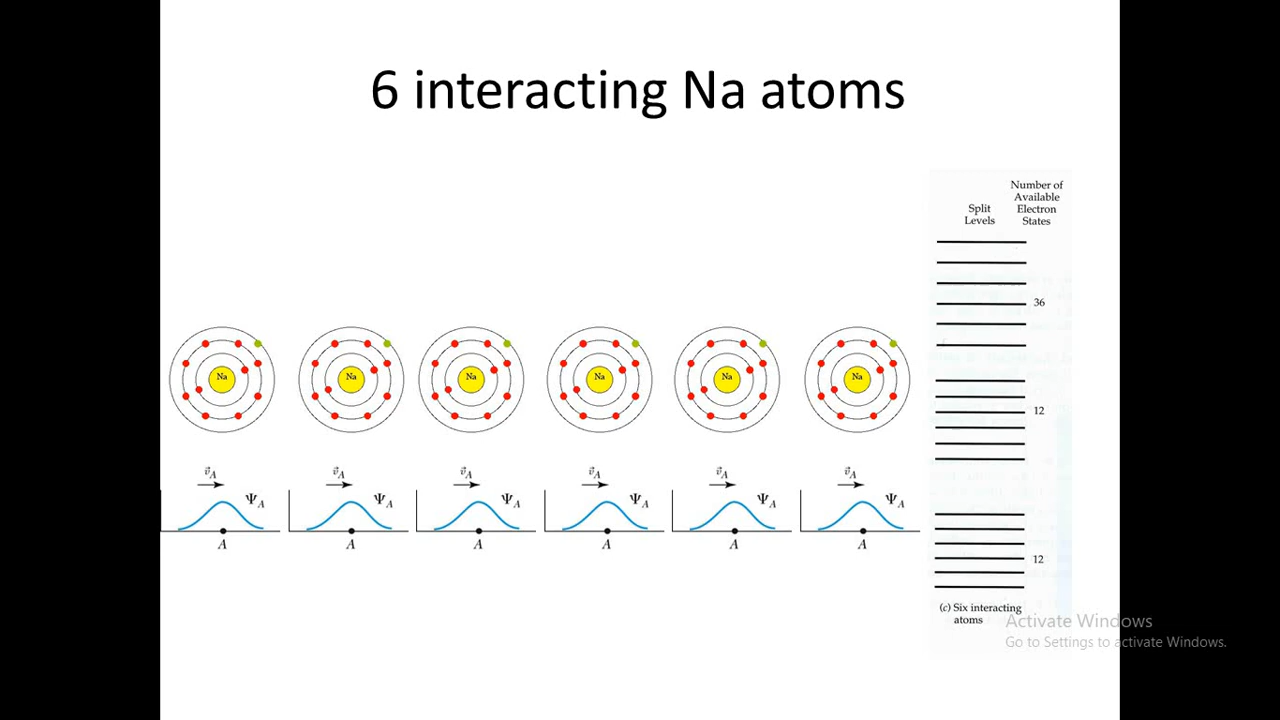 6 interacting Na atoms
Number of
Available
Split Electron
Levels States
36
12
12
(c) Six interacting
atoms
Na Na Na Na Na Na
v⃗A v⃗A v⃗A v⃗A v⃗A v⃗A
ΨA ΨA ΨA ΨA ΨA ΨA
A A A A A A
Activate Windows
Go to Settings to activate Windows.